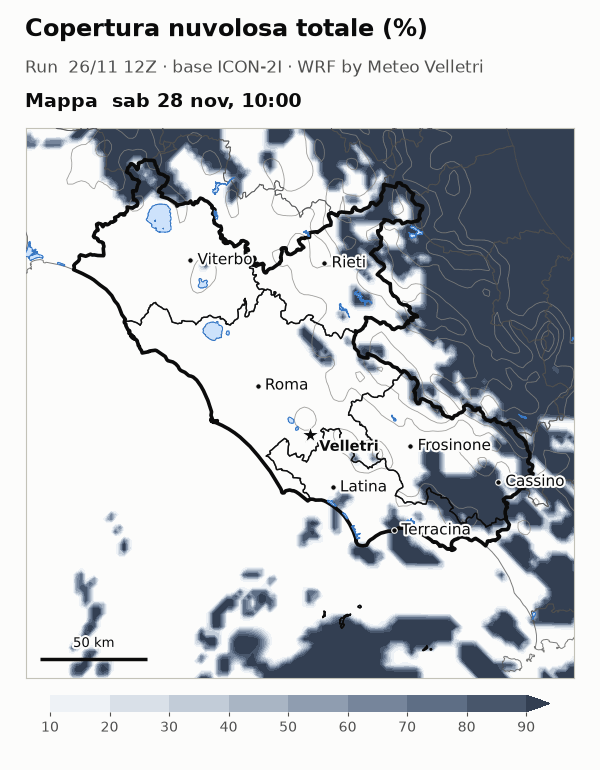 Copertura nuvolosa totale (%)
Run  26/11 12Z · base ICON-2I · WRF by Meteo Velletri
Mappa  sab 28 nov, 10:00
Viterbo
Rieti
Roma
Velletri
Frosinone
Cassino
Latina
Terracina
50 km
10 20 30 40 50 60 70 80 90